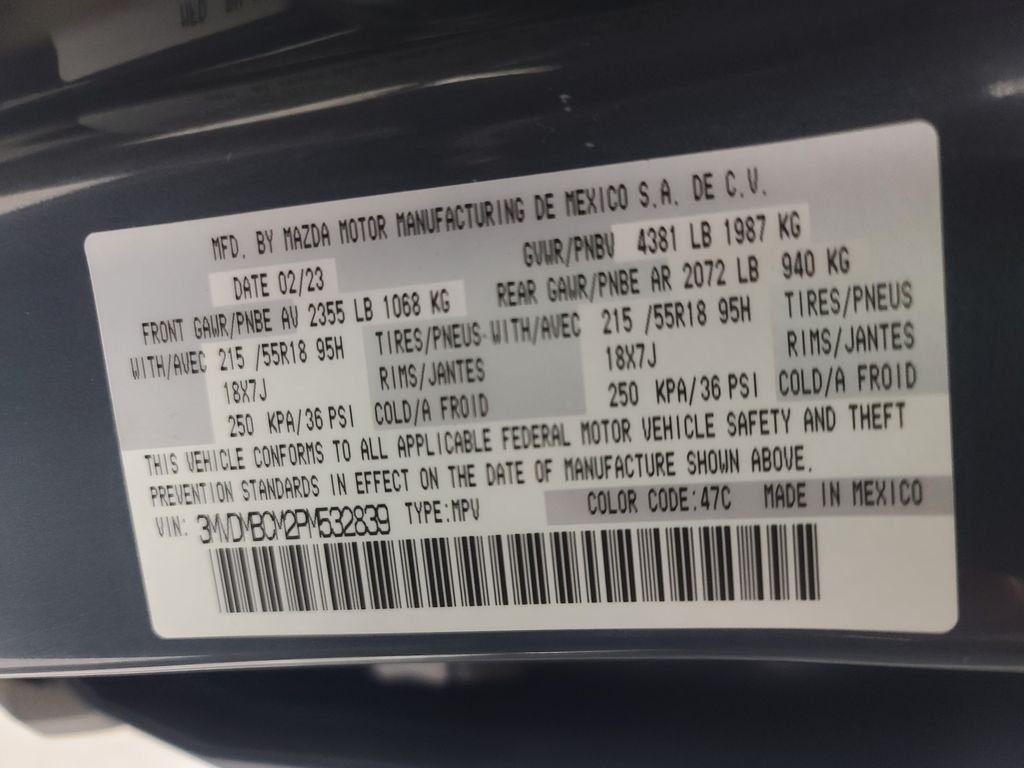 MFD. BY MAZDA MOTOR MANUFACTURING DE MEXICO S.A. DE C.V.
DATE 02/23 GVWR/PNBV 4381 LB 1987 KG
FRONT GAWR/PNBE AV 2355 LB 1068 KG REAR GAWR/PNBE AR 2072 LB 940 KG
WITH/AVEC 215 /55R18 95H TIRES/PNEUS-WITH/AVEC 215 /55R18 95H TIRES/PNEUS
18X7J RIMS/JANTES 18X7J RIMS/JANTES
250 KPA/36 PSI COLD/A FROID 250 KPA/36 PSI COLD/A FROID
THIS VEHICLE CONFORMS TO ALL APPLICABLE FEDERAL MOTOR VEHICLE SAFETY AND THEFT
PREVENTION STANDARDS IN EFFECT ON THE DATE OF MANUFACTURE SHOWN ABOVE.
VIN: 3MVDMBCM2PM532839 TYPE:MPV COLOR CODE:47C MADE IN MEXICO